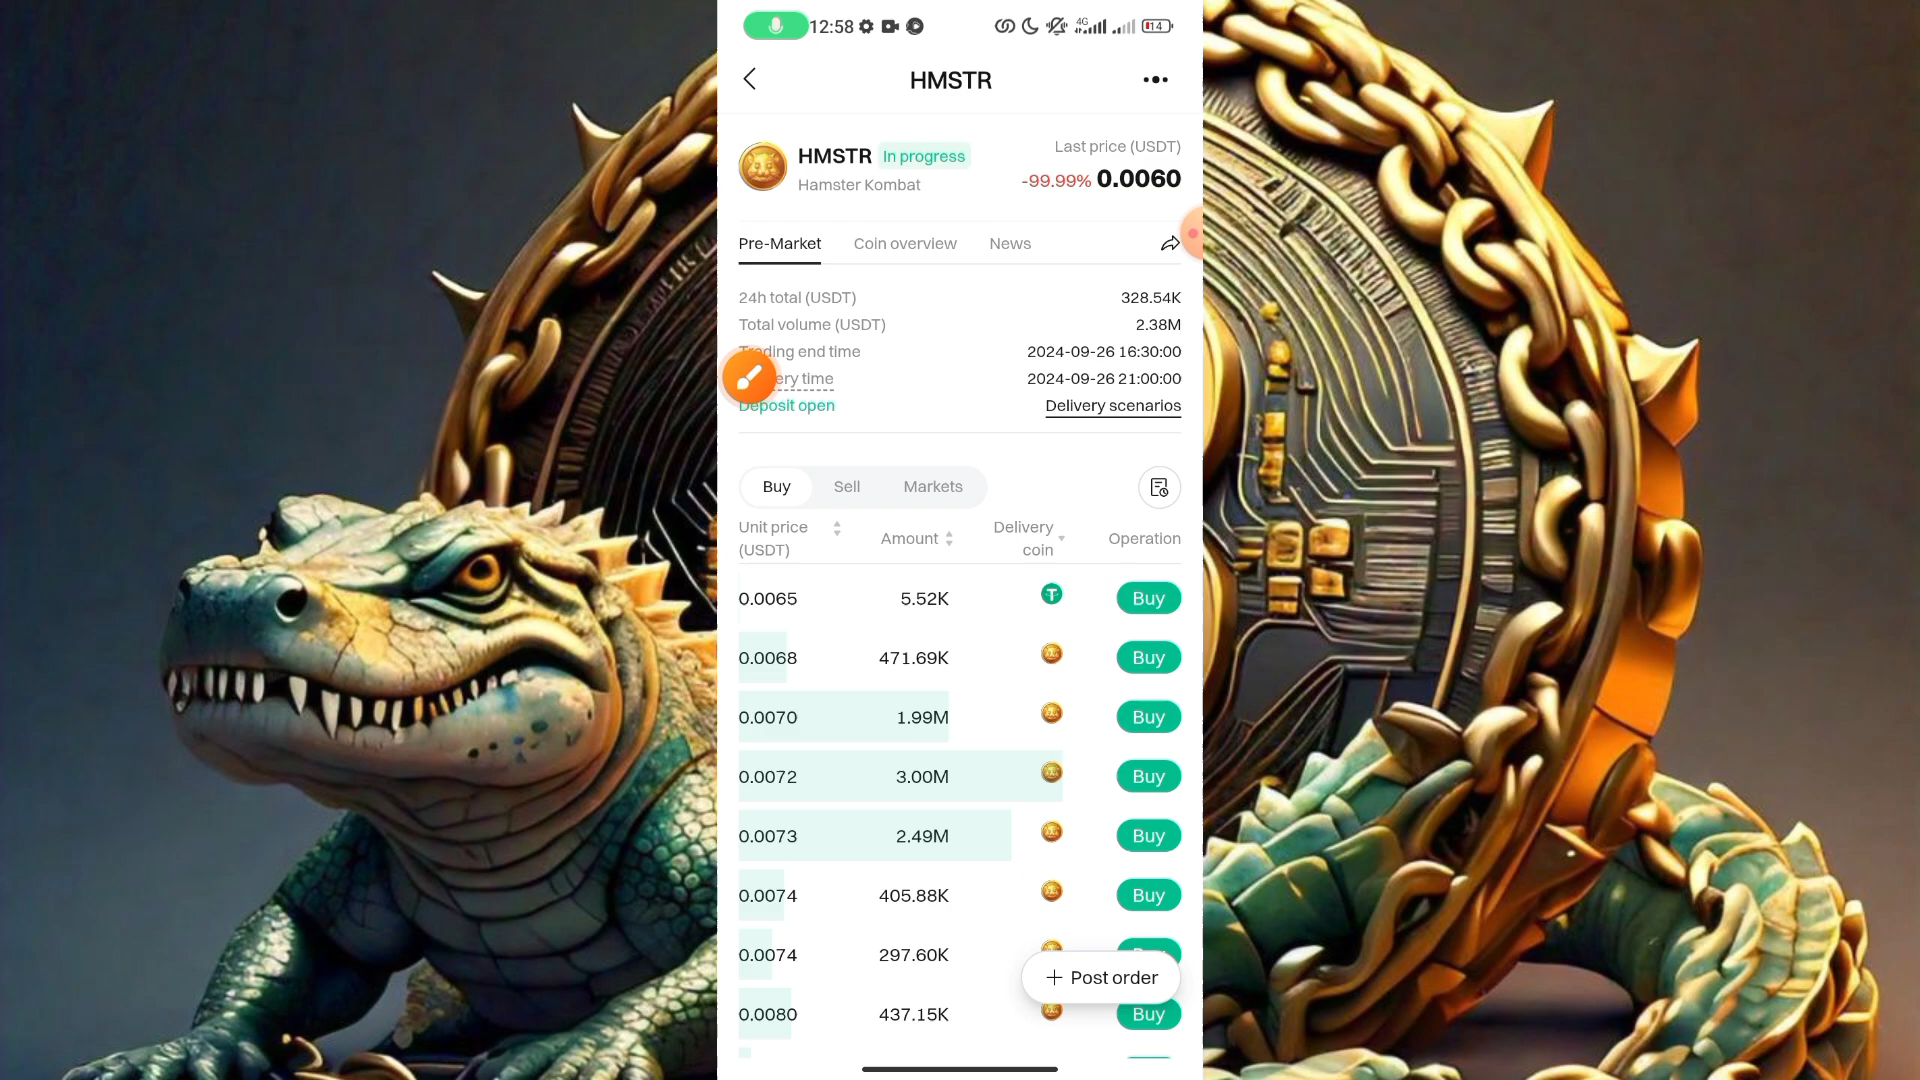 12:58
4G
14
HMSTR
HMSTR In progress
Hamster Kombat
Last price (USDT)
-99.99% 0.0060
Pre-Market Coin overview News
24h total (USDT) 328.54K
Total volume (USDT) 2.38M
Trading end time 2024-09-26 16:30:00
ery time 2024-09-26 21:00:00
Deposit open Delivery scenarios
Buy Sell Markets
Unit price (USDT) Amount Delivery coin Operation
0.0065 5.52K Buy
0.0068 471.69K Buy
0.0070 1.99M Buy
0.0072 3.00M Buy
0.0073 2.49M Buy
0.0074 405.88K Buy
0.0074 297.60K
+ Post order
0.0080 437.15K Buy